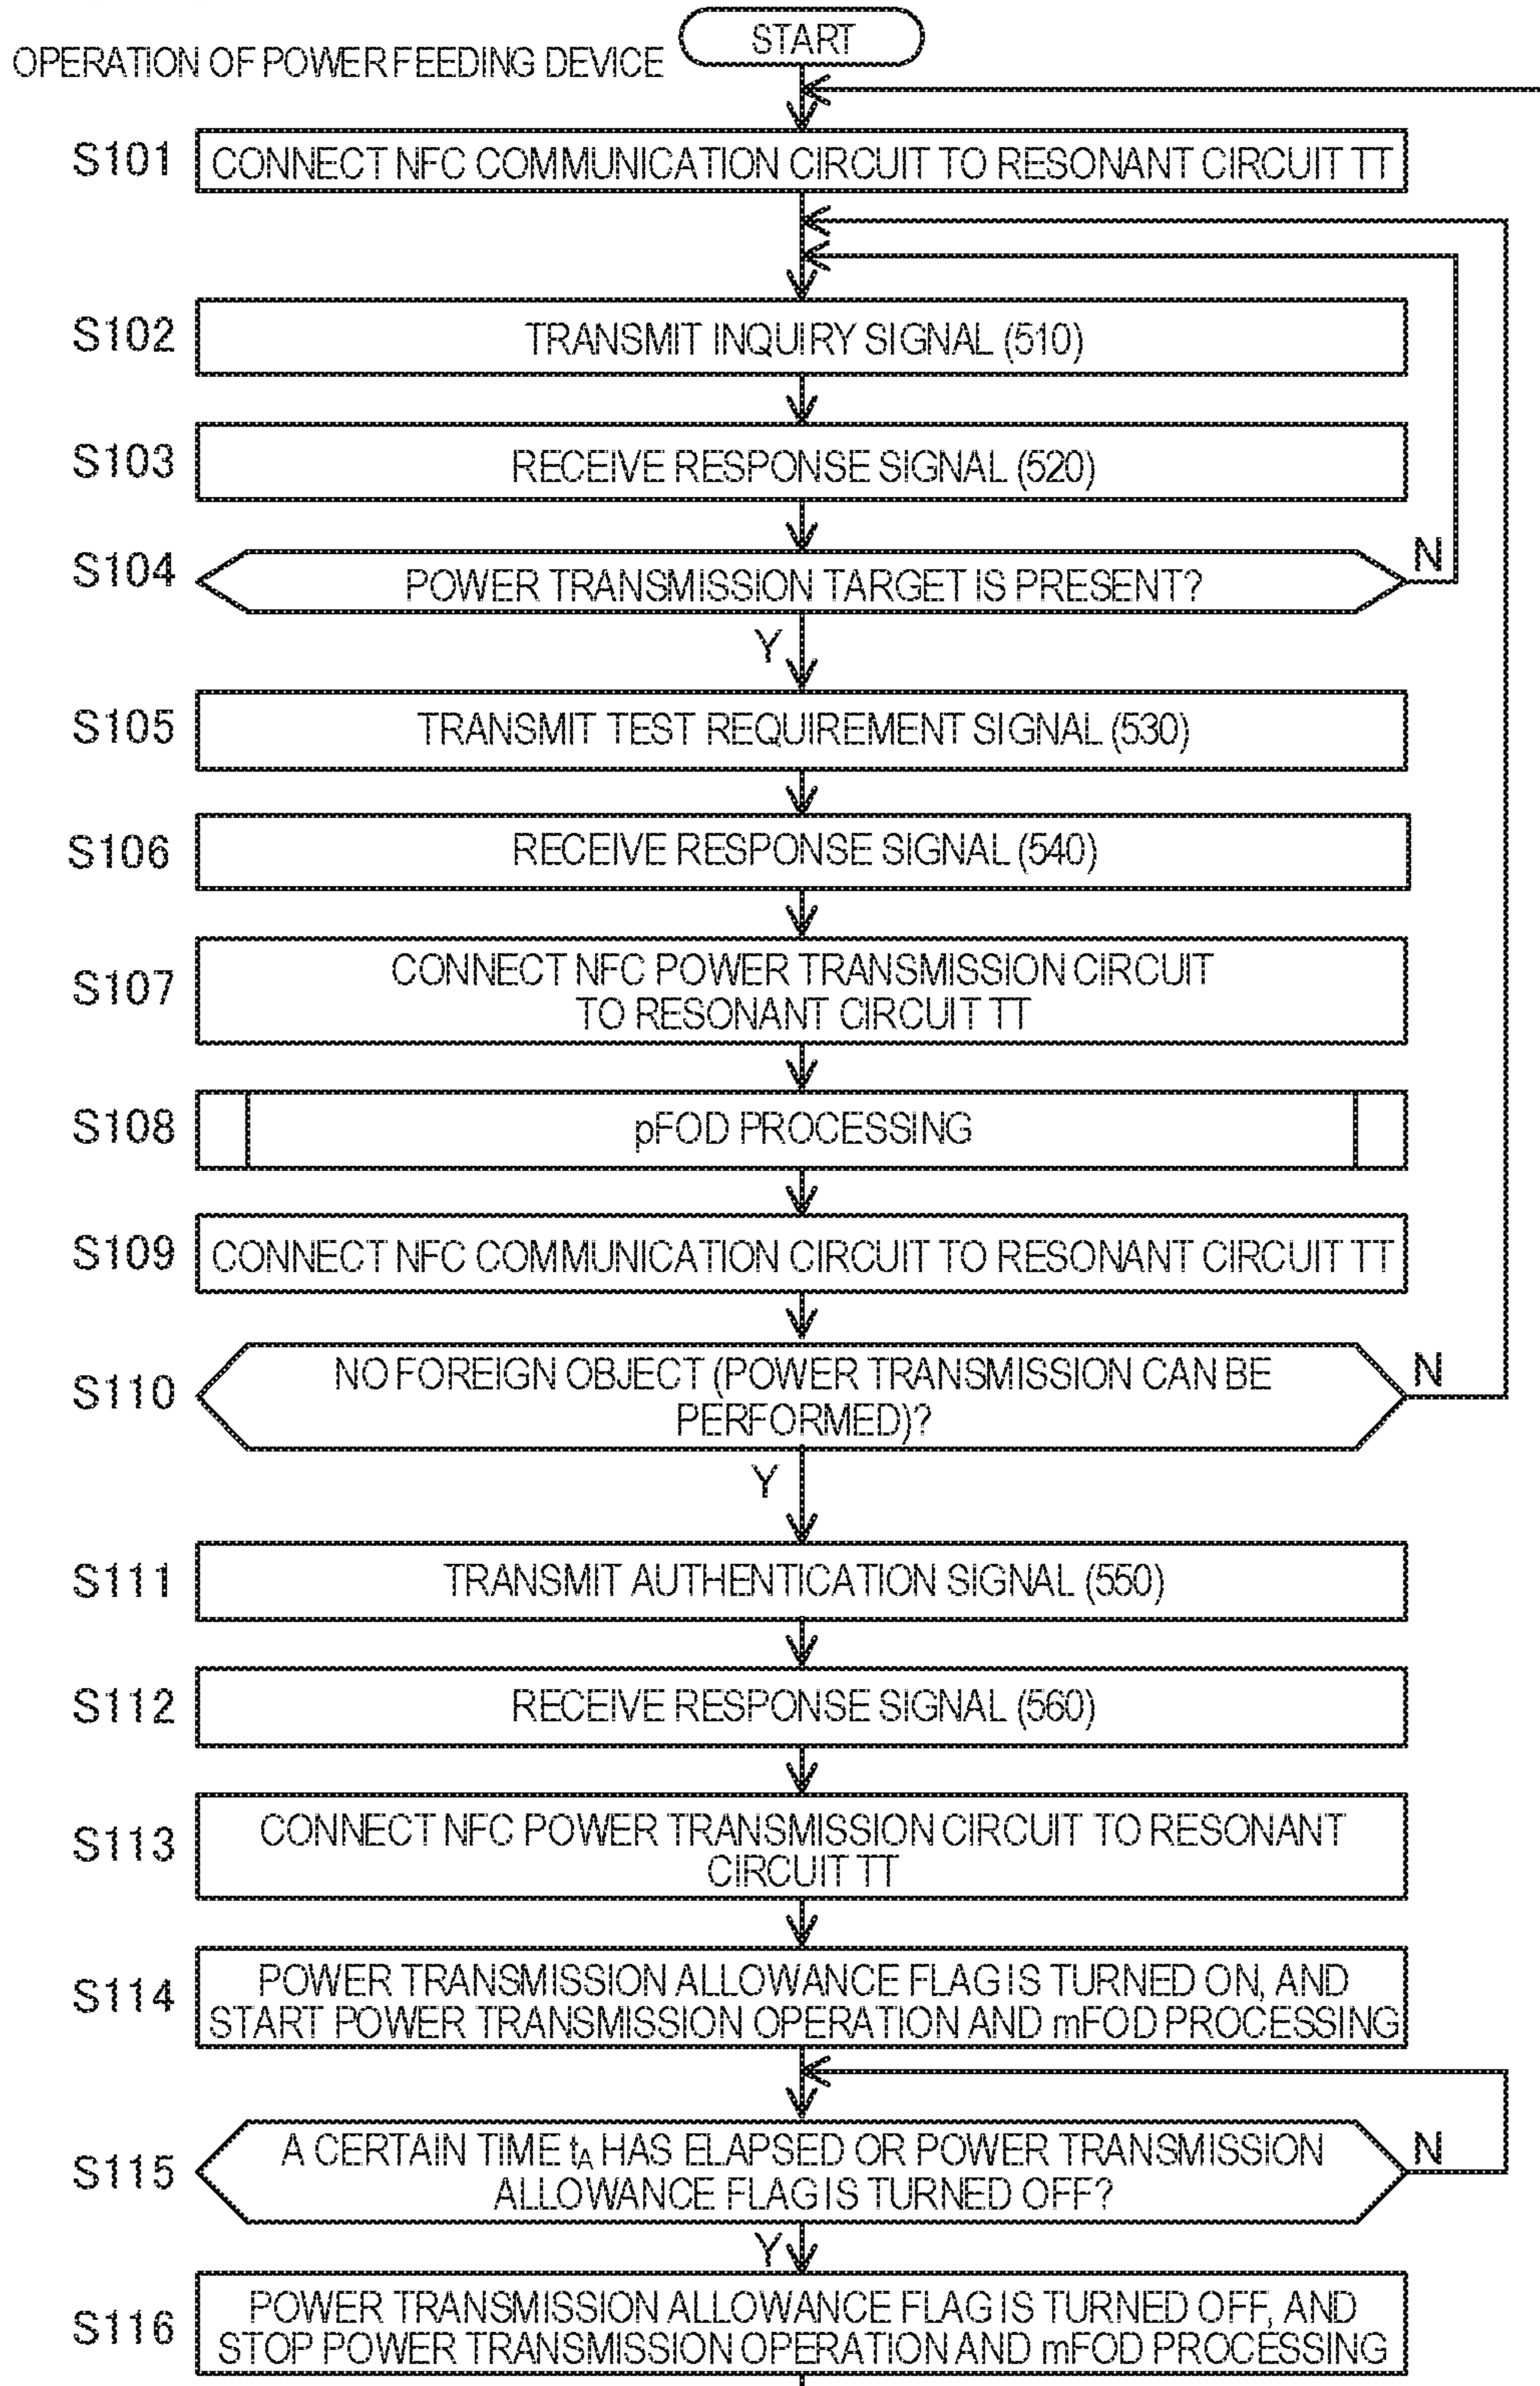 START
OPERATION OF POWER FEEDING DEVICE
S101
CONNECT NFC COMMUNICATION CIRCUIT TO RESONANT CIRCUIT TT
S102
TRANSMIT INQUIRY SIGNAL (510)
S103
RECEIVE RESPONSE SIGNAL (520)
S104
POWER TRANSMISSION TARGET IS PRESENT?
N
Y
S105
TRANSMIT TEST REQUIREMENT SIGNAL (530)
S106
RECEIVE RESPONSE SIGNAL (540)
S107
CONNECT NFC POWER TRANSMISSION CIRCUIT
TO RESONANT CIRCUIT TT
S108
pFOD PROCESSING
S109
CONNECT NFC COMMUNICATION CIRCUIT TO RESONANT CIRCUIT TT
S110
NO FOREIGN OBJECT (POWER TRANSMISSION CAN BE
PERFORMED)?
N
Y
S111
TRANSMIT AUTHENTICATION SIGNAL (550)
S112
RECEIVE RESPONSE SIGNAL (560)
S113
CONNECT NFC POWER TRANSMISSION CIRCUIT TO RESONANT
CIRCUIT TT
S114
POWER TRANSMISSION ALLOWANCE FLAG IS TURNED ON, AND
START POWER TRANSMISSION OPERATION AND mFOD PROCESSING
S115
A CERTAIN TIME tA HAS ELAPSED OR POWER TRANSMISSION
ALLOWANCE FLAG IS TURNED OFF?
N
Y
S116
POWER TRANSMISSION ALLOWANCE FLAG IS TURNED OFF, AND
STOP POWER TRANSMISSION OPERATION AND mFOD PROCESSING